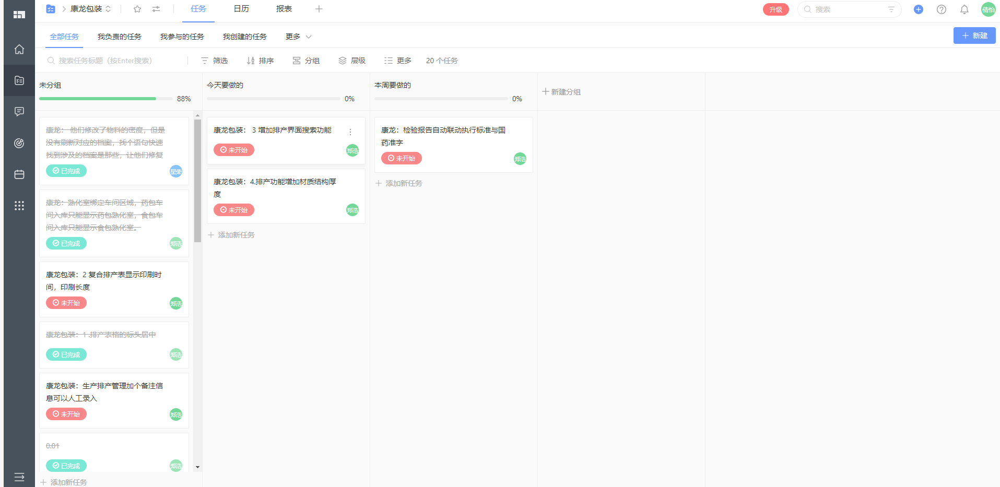 康龙包装
任务
日历
报表
升级
搜索
倩怡
全部任务
我负责的任务
我参与的任务
我创建的任务
更多
新建
搜索任务标题（按Enter搜索）
筛选
排序
分组
层级
更多
20 个任务
未分组
88%
康龙： 他们修改了物料的密度，但是
没有刷新对应的档案，找个语句快速
找到涉及的档案是那些，让他们修复
已完成
星荣
康龙：熟化室绑定车间区域，药包车
间入库只能显示药包熟化室，食包车
间入库只能显示食包熟化室。
已完成
郑浩
康龙包装：2 复合排产表显示印刷时
间，印刷长度
未开始
郑浩
康龙包装：1 .排产表格的标头居中
已完成
郑浩
康龙包装：生产排产管理加个备注信
息可以人工录入
未开始
郑浩
0.01
已完成
郑浩
添加新任务
今天要做的
0%
康龙包装： 3 增加排产界面搜索功能
未开始
郑浩
康龙包装：4.排产功能增加材质结构厚
度
未开始
郑浩
添加新任务
本周要做的
0%
康龙：检验报告自动联动执行标准与国
药准字
未开始
郑浩
添加新任务
新建分组